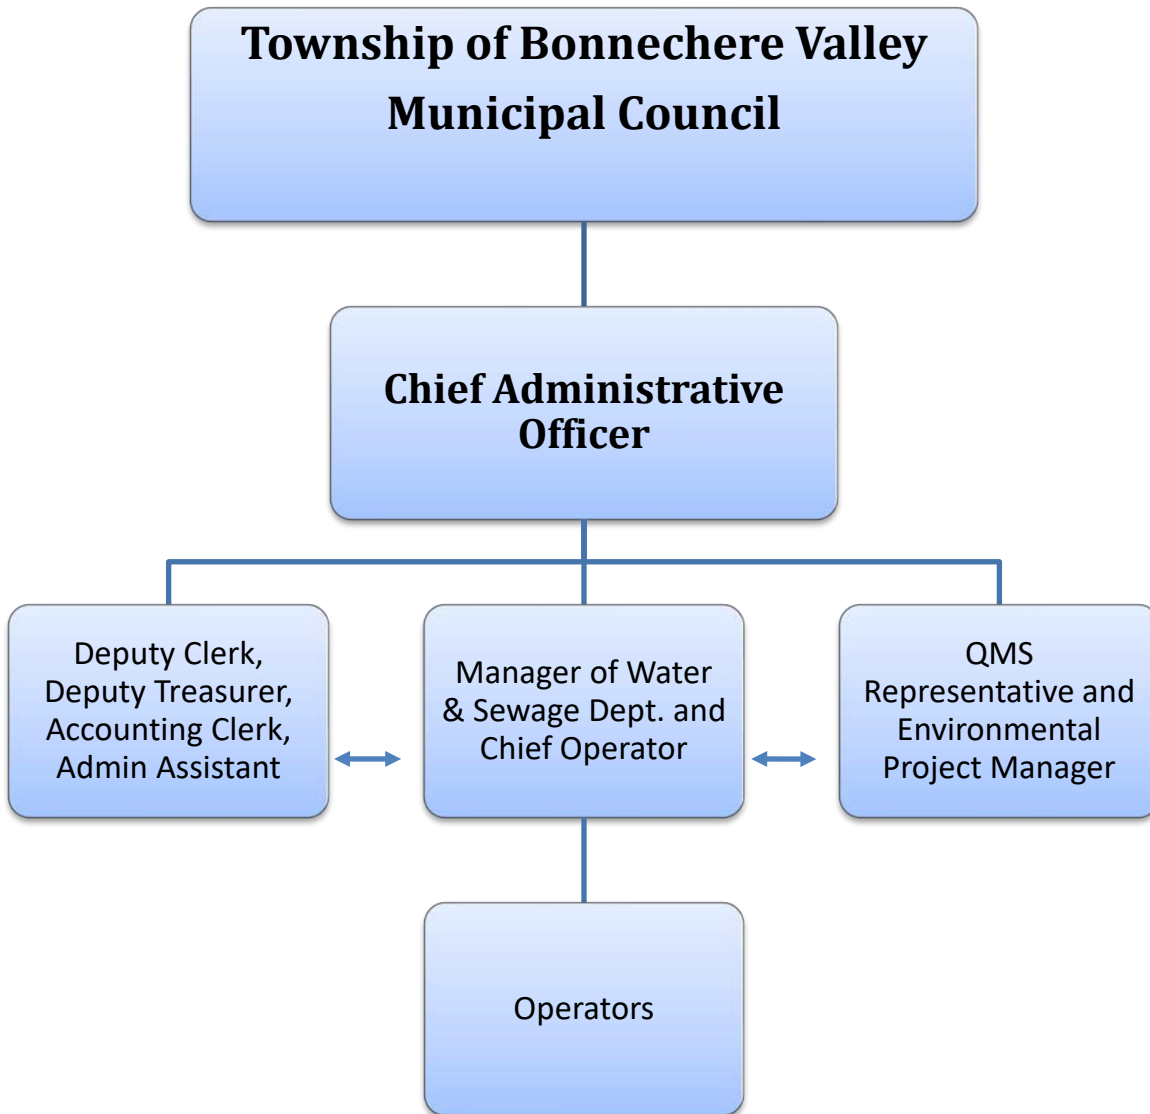 Township of Bonnechere Valley
Municipal Council
Chief Administrative
Officer
Deputy Clerk,
Deputy Treasurer,
Accounting Clerk,
Admin Assistant
Manager of Water
& Sewage Dept. and
Chief Operator
QMS
Representative and
Environmental
Project Manager
Operators